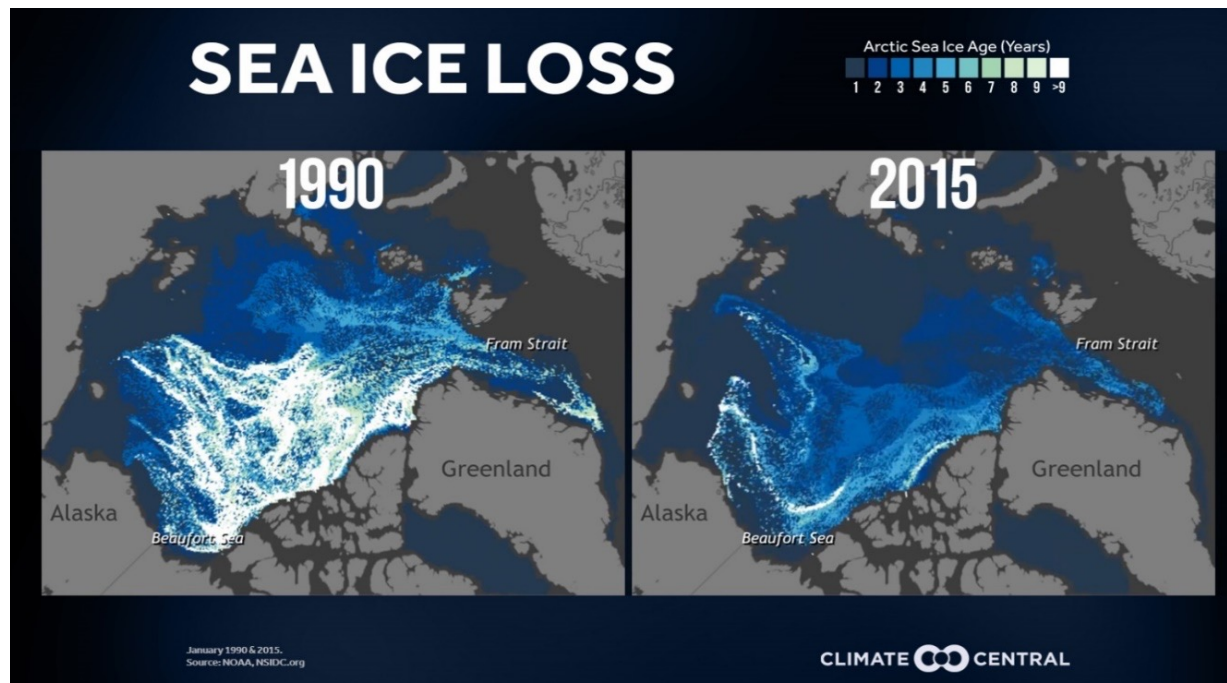 SEA ICE LOSS
Arctic Sea Ice Age (Years)
1 2 3 4 5 6 7 8 9 >9
1990
Fram Strait
Greenland
Alaska
Beaufort Sea
2015
Fram Strait
Greenland
Alaska
Beaufort Sea
January 1990 & 2015.
Source: NOAA, NSIDC.org
CLIMATE CENTRAL